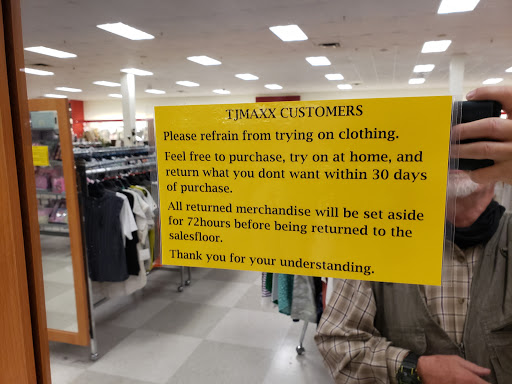 TJMAXX CUSTOMERS
Please refrain from trying on clothing.
Feel free to purchase, try on at home, and
return what you dont want within 30 days
of purchase.
All returned merchandise will be set aside
for 72hours before being returned to the
salesfloor.
Thank you for your understanding.